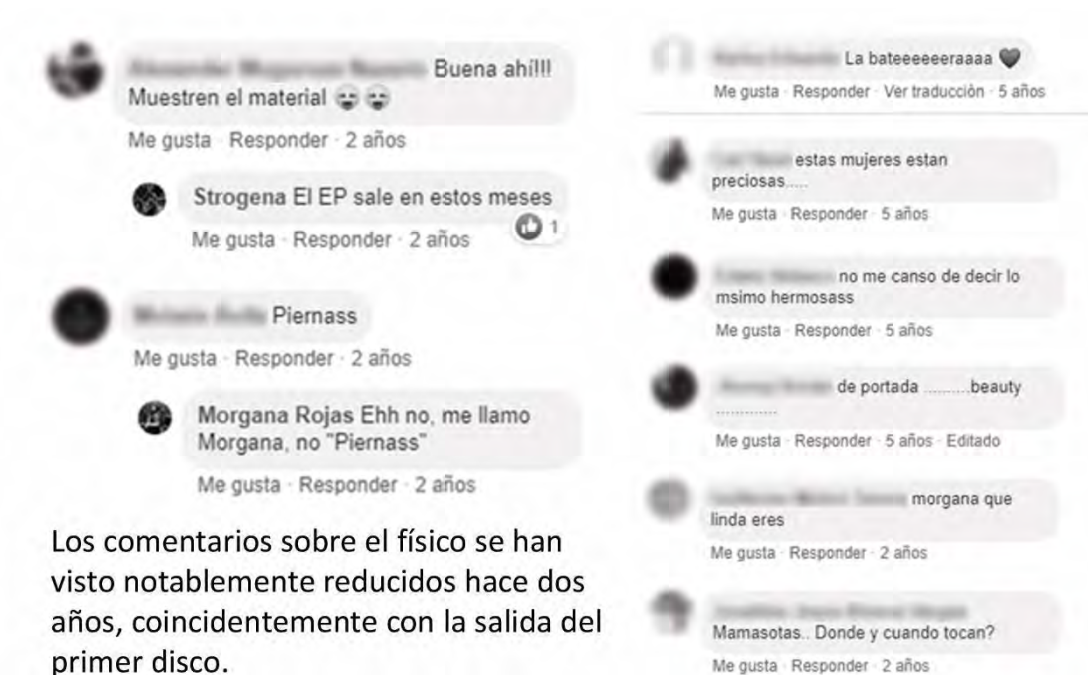 Buena ahí!!!
Muestren el material
Me gusta · Responder · 2 años
Strogena El EP sale en estos meses
1
Me gusta · Responder · 2 años
Piernass
Me gusta · Responder · 2 años
Morgana Rojas Ehh no, me llamo
Morgana, no "Piernass"
Me gusta · Responder · 2 años
Los comentarios sobre el físico se han
visto notablemente reducidos hace dos
años, coincidentemente con la salida del
primer disco.
La bateeeeeeraaaa 🖤
Me gusta · Responder · Ver traducción · 5 años
estas mujeres estan
preciosas.....
Me gusta · Responder · 5 años
no me canso de decir lo
msimo hermosass
Me gusta · Responder · 5 años
de portada ..........beauty
.............
Me gusta · Responder · 5 años · Editado
morgana que
linda eres
Me gusta · Responder · 2 años
Mamasotas.. Donde y cuando tocan?
Me gusta · Responder · 2 años